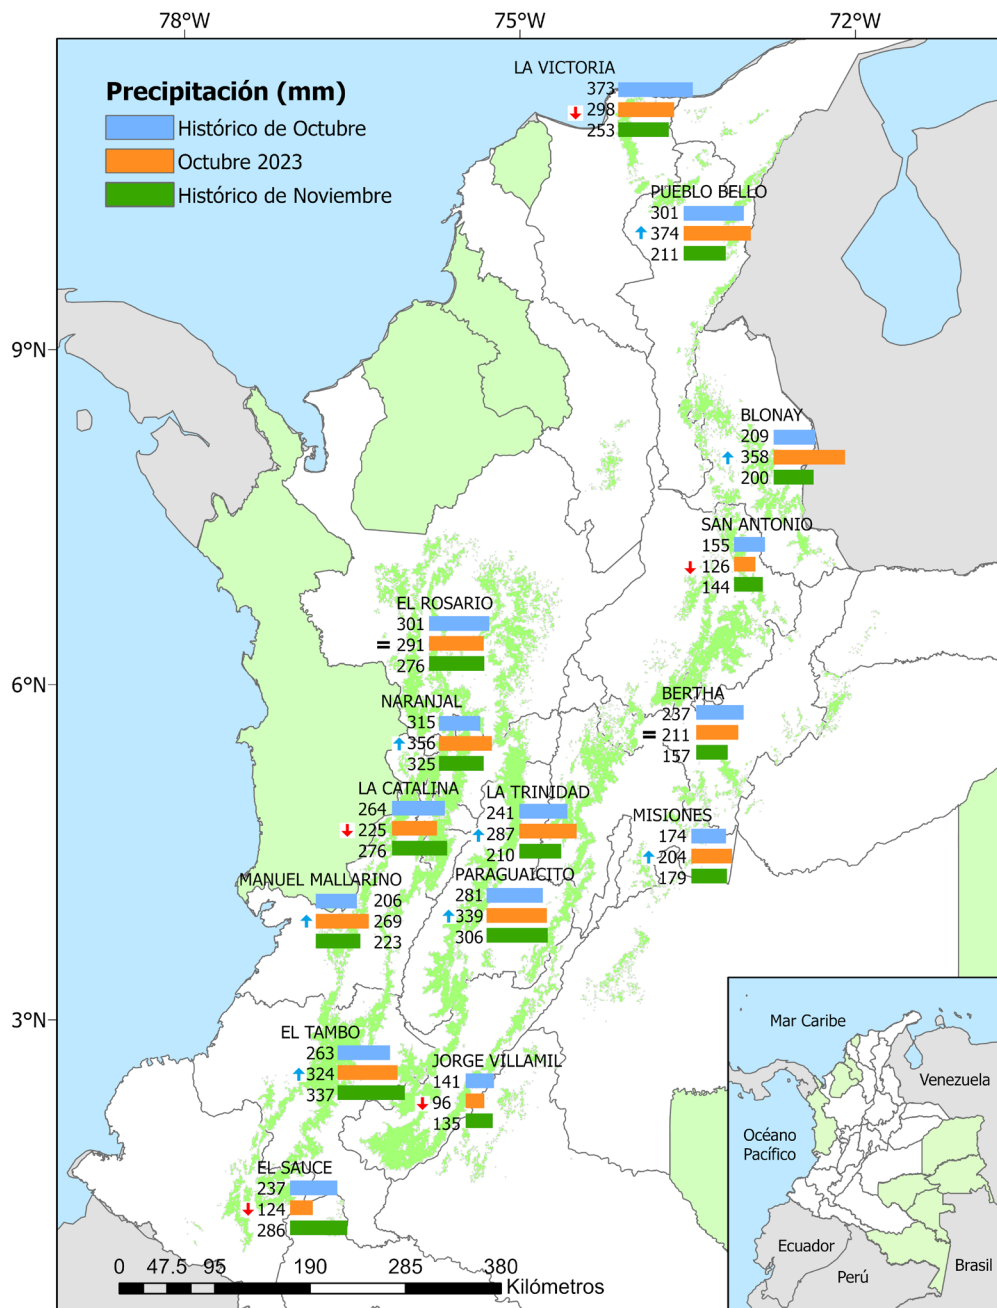 78°W 75°W 72°W
Precipitación (mm)
Histórico de Octubre
Octubre 2023
Histórico de Noviembre
LA VICTORIA
373
298
253
PUEBLO BELLO
301
374
211
9°N
BLONAY
209
358
200
SAN ANTONIO
155
126
144
EL ROSARIO
301
= 291
276
6°N
BERTHA
237
= 211
157
NARANJAL
315
356
325
LA CATALINA
264
225
276
LA TRINIDAD
241
287
210
MISIONES
174
204
179
MANUEL MALLARINO
206
269
223
PARAGUAICITO
281
339
306
3°N
EL TAMBO
263
324
337
JORGE VILLAMIL
141
96
135
EL SAUCE
237
124
286
0 47.5 95 190 285 380
Kilómetros
Mar Caribe
Venezuela
Océano
Pacífico
Ecuador
Perú
Brasil